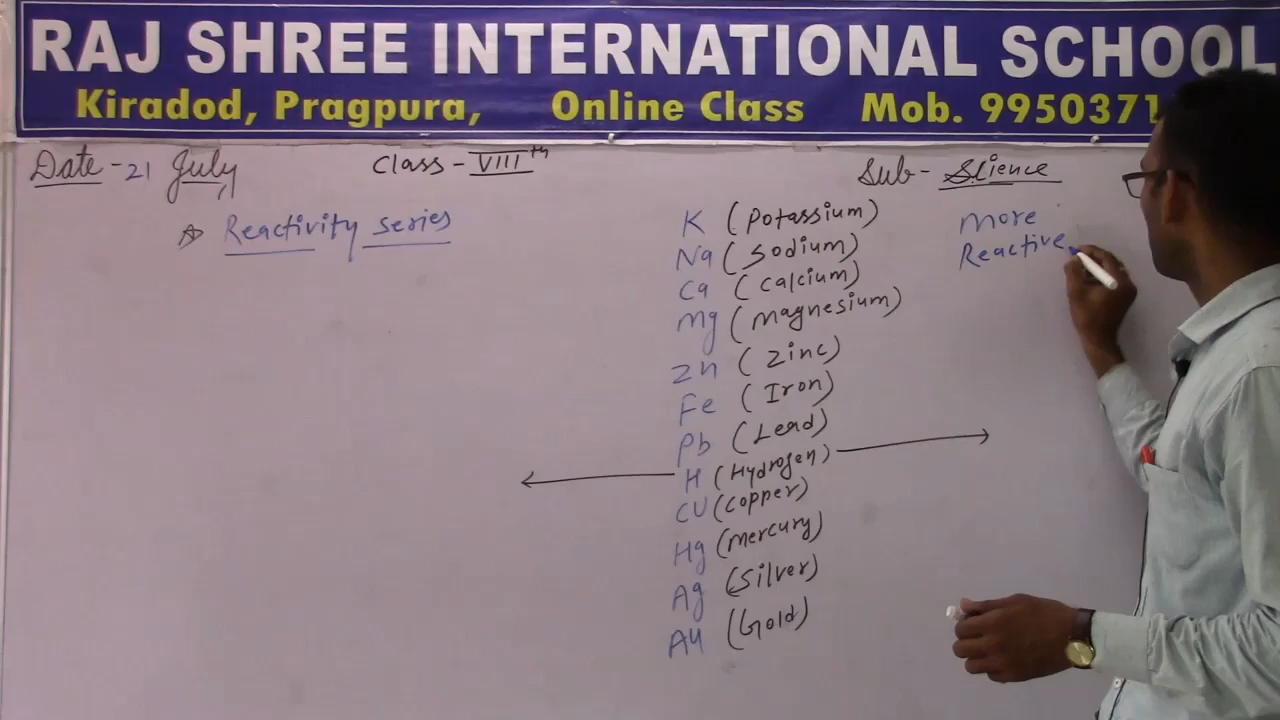 RAJ SHREE INTERNATIONAL SCHOOL
Kiradod, Pragpura, Online Class Mob. 9950371
Date - 21 July Class - VIIIth Sub - Science
☆ Reactivity series
K (Potassium) More
Na (Sodium) Reactive
Ca (Calcium)
Mg (Magnesium)
Zn (Zinc)
Fe (Iron)
Pb (Lead)
H (Hydrogen)
CU (Copper)
Hg (Mercury)
Ag (Silver)
Au (Gold)